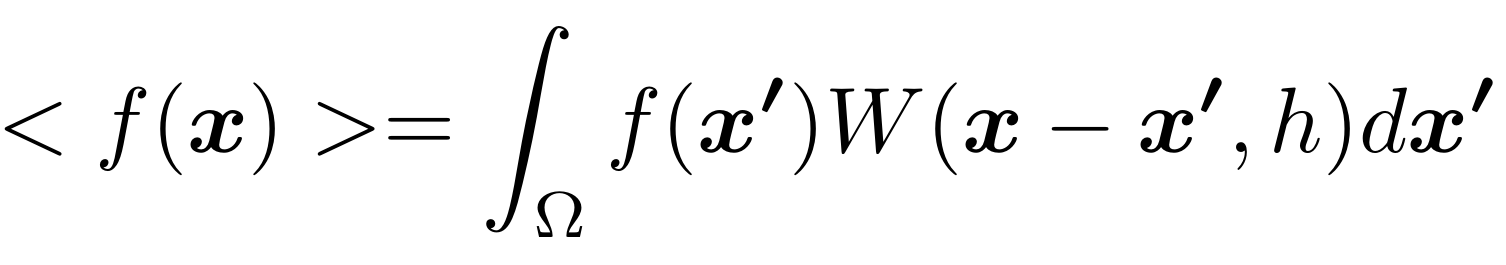 < f(𝒙) >= ∫_Ω f(𝒙′)W(𝒙 − 𝒙′, h)d𝒙′